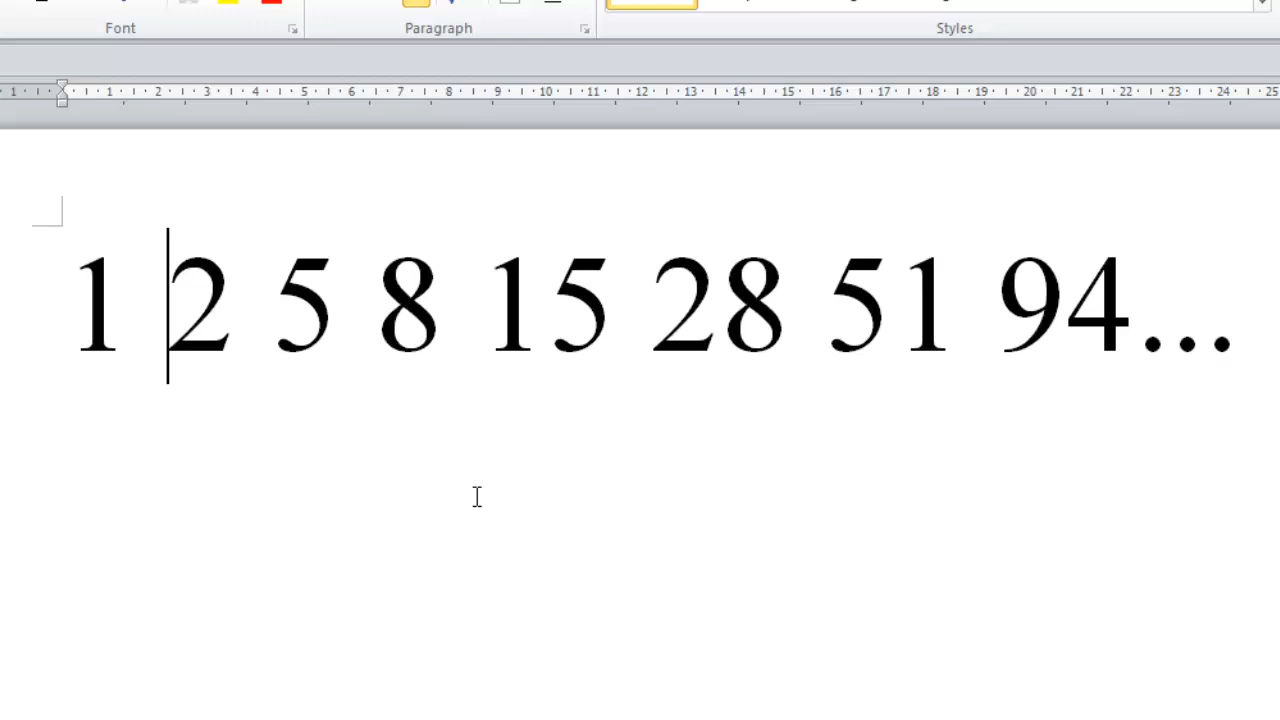 Font Paragraph Styles
1 1 2 3 4 5 6 7 8 9 10 11 12 13 14 15 16 17 18 19 20 21 22 23 24 25
1 2 5 8 15 28 51 94...